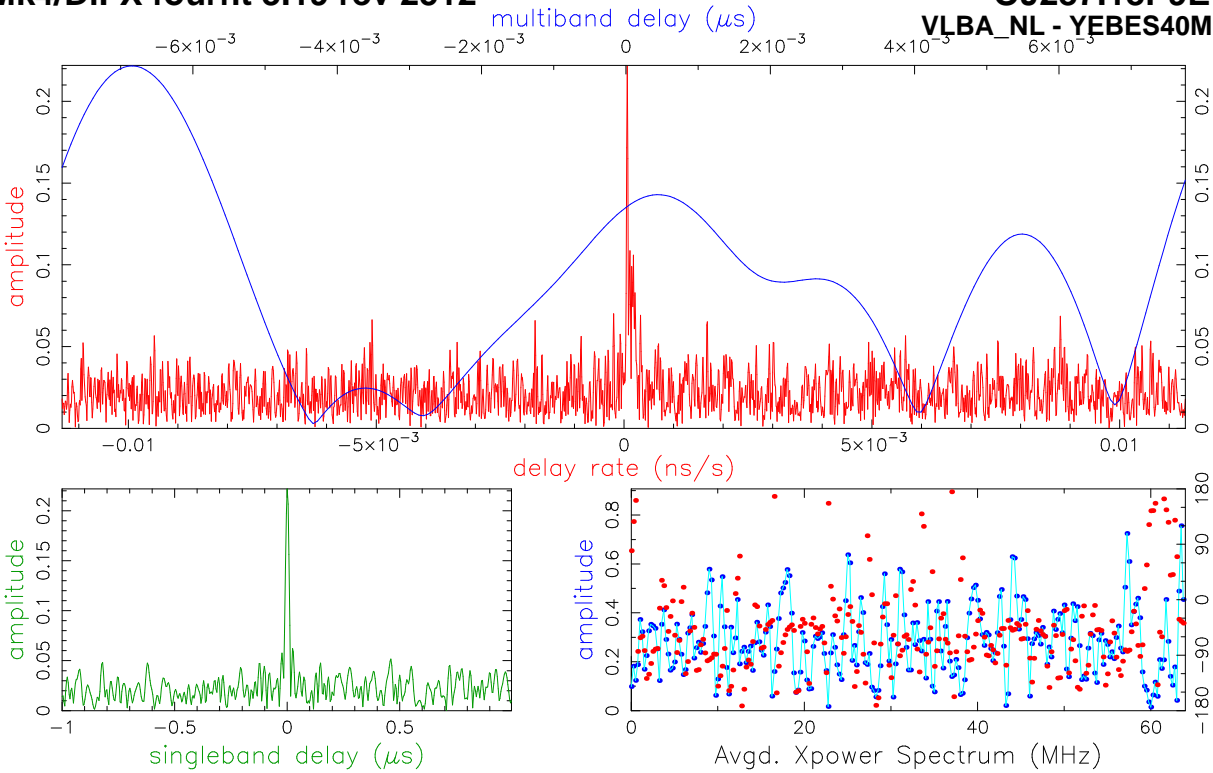 Mk4/DiFX fourfit rev
VLBA_NL - YEBES40M
multiband delay (μs)
−6×10⁻³ −4×10⁻³ −2×10⁻³ 0 2×10⁻³ 4×10⁻³ 6×10⁻³
amplitude
0 0.05 0.1 0.15 0.2
0 0.05 0.1 0.15 0.2
−0.01 −5×10⁻³ 0 5×10⁻³ 0.01
delay rate (ns/s)
amplitude
0 0.05 0.1 0.15 0.2
−1 −0.5 0 0.5
singleband delay (μs)
amplitude
0 0.2 0.4 0.6 0.8
−180 −90 0 90 180
0 20 40 60
Avgd. Xpower Spectrum (MHz)